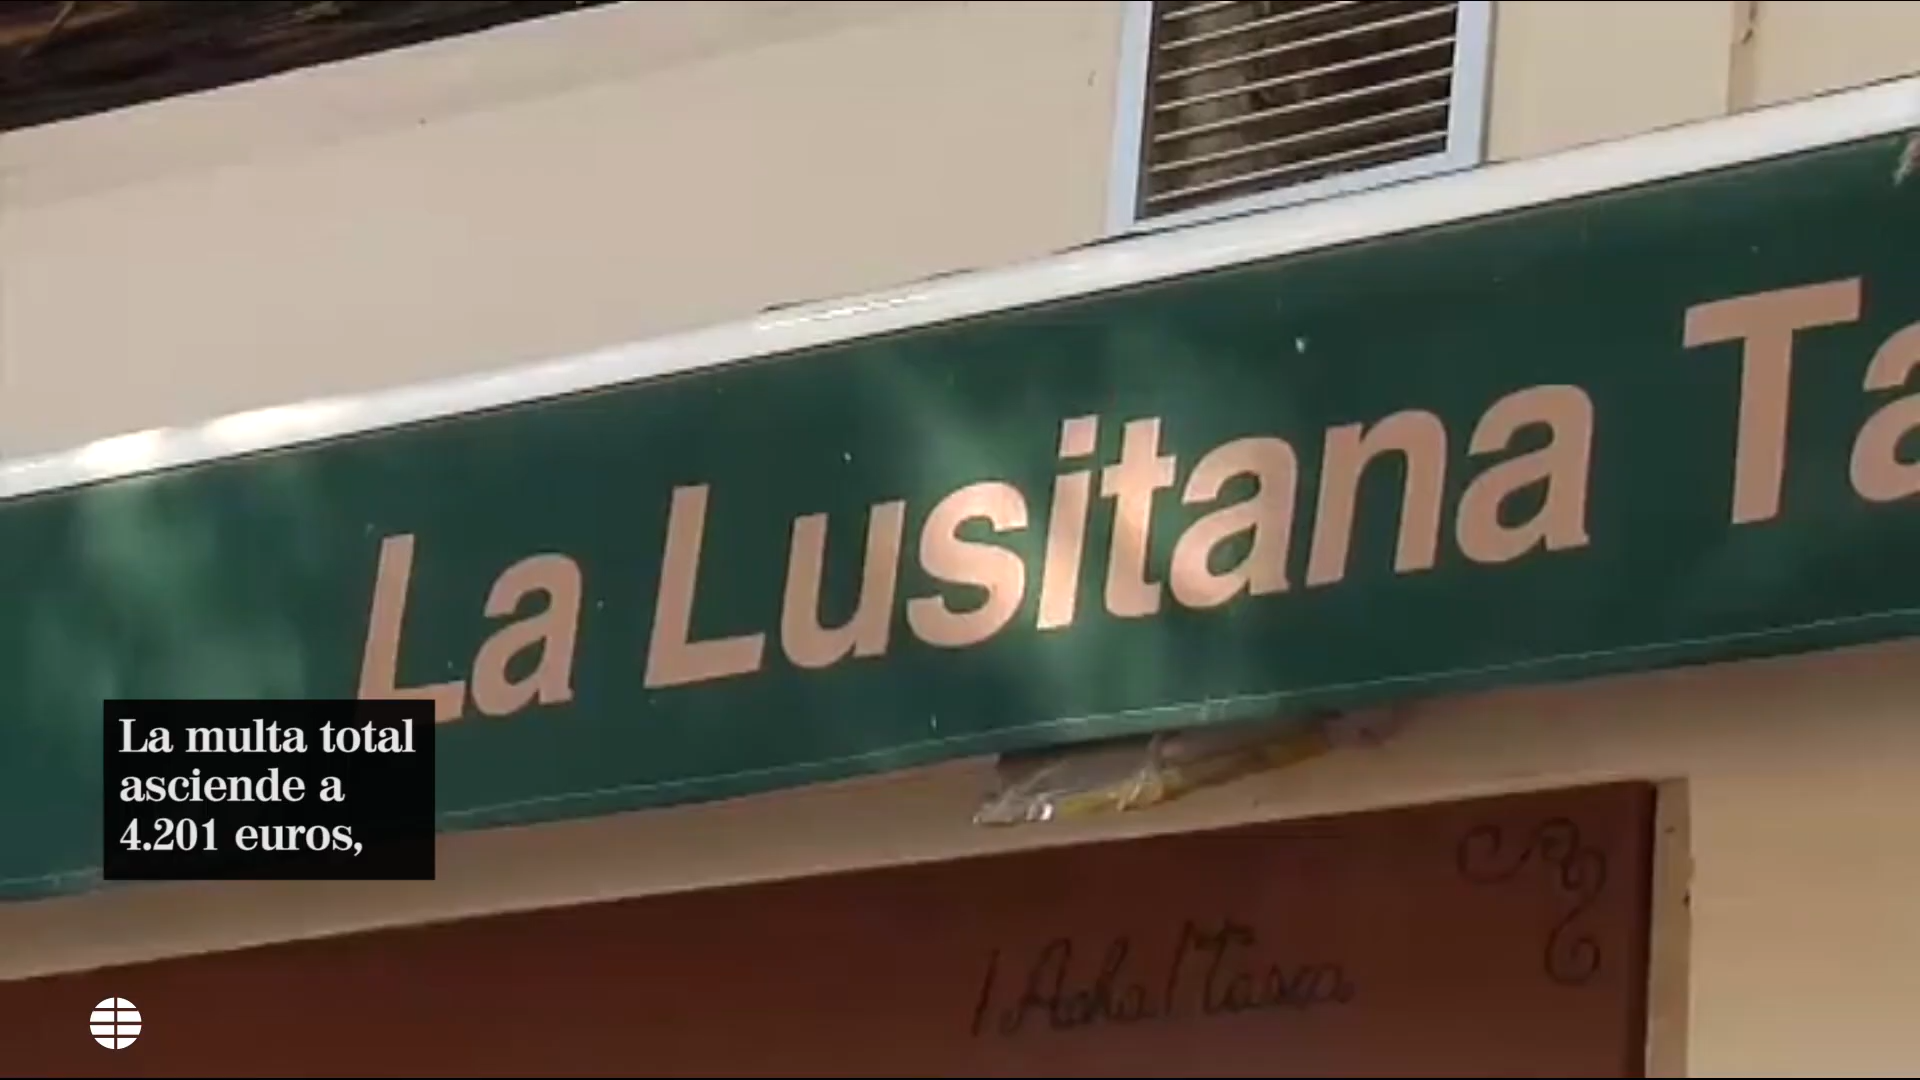 La Lusitana Ta
La multa total
asciende a
4.201 euros,